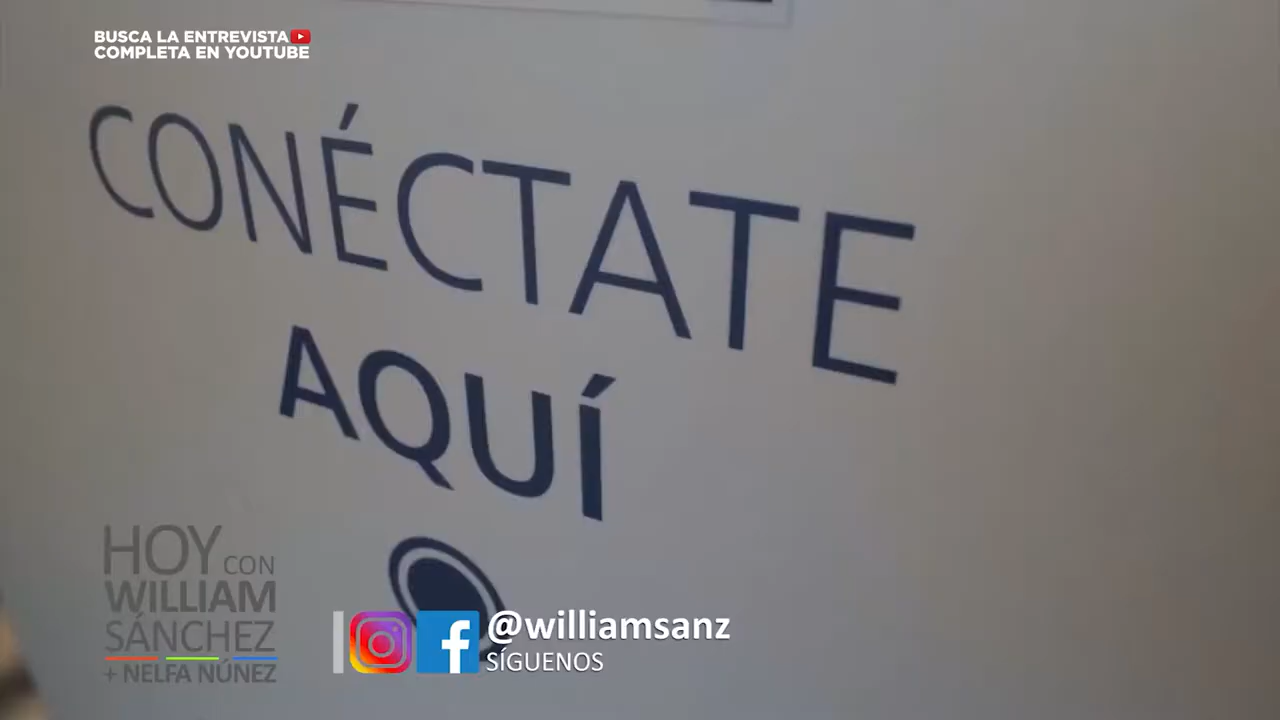 BUSCA LA ENTREVISTA
COMPLETA EN YOUTUBE
CONÉCTATE
AQUÍ
HOY CON
WILLIAM
SÁNCHEZ
+ NELFA NÚÑEZ
@williamsanz
SÍGUENOS